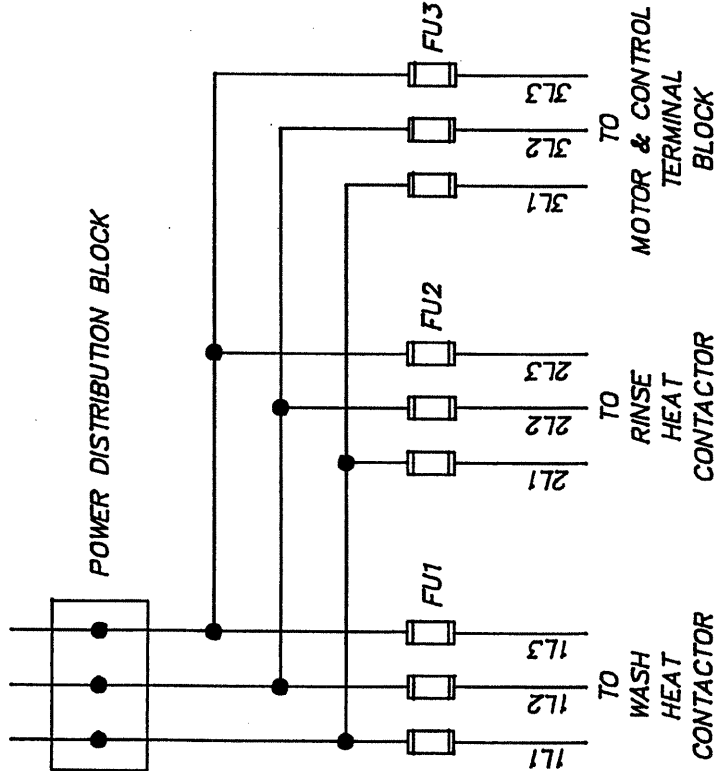 POWER DISTRIBUTION BLOCK
FU1
FU2
FU3
1L1
1L2
1L3
2L1
2L2
2L3
3L1
3L2
3L3
TO
WASH
HEAT
CONTACTOR
TO
RINSE
HEAT
CONTACTOR
TO
MOTOR & CONTROL
TERMINAL
BLOCK